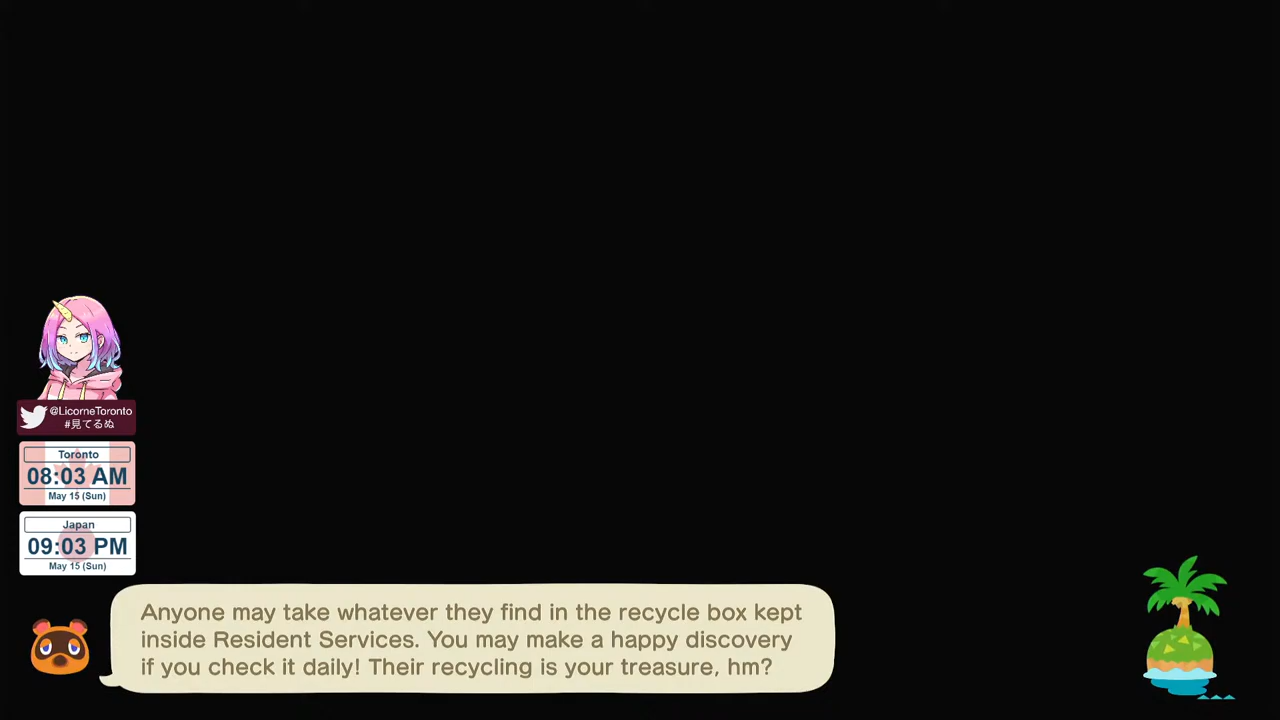 @LicorneToronto
#見てるぬ
Toronto
08:03 AM
May 15 (Sun)
Japan
09:03 PM
May 15 (Sun)
Anyone may take whatever they find in the recycle box kept
inside Resident Services. You may make a happy discovery
if you check it daily! Their recycling is your treasure, hm?